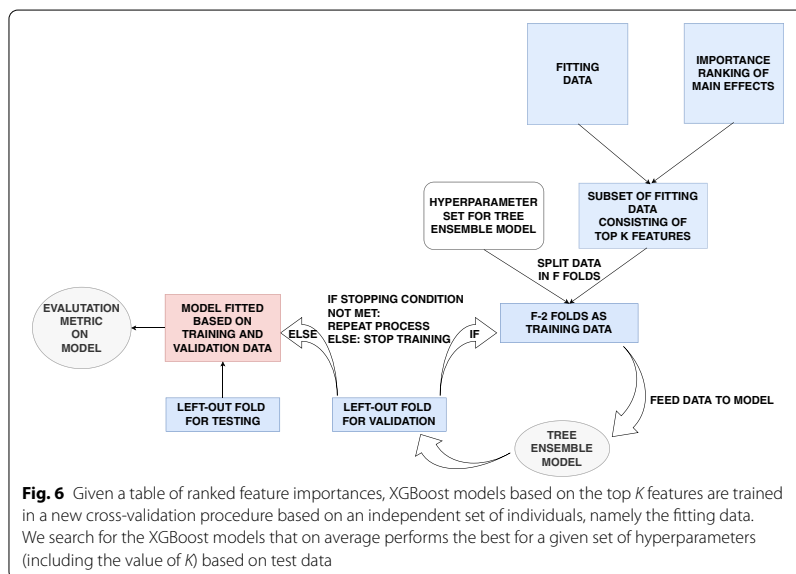 FITTING
DATA
IMPORTANCE
RANKING OF
MAIN EFFECTS
HYPERPARAMETER
SET FOR TREE
ENSEMBLE MODEL
SUBSET OF FITTING
DATA
CONSISTING OF
TOP K FEATURES
SPLIT DATA
IN F FOLDS
EVALUTATION
METRIC
ON
MODEL
MODEL FITTED
BASED ON
TRAINING AND
VALIDATION DATA
IF STOPPING CONDITION
NOT MET:
REPEAT PROCESS
ELSE: STOP TRAINING
ELSE
IF
F-2 FOLDS AS
TRAINING DATA
LEFT-OUT FOLD
FOR TESTING
LEFT-OUT FOLD
FOR VALIDATION
FEED DATA TO MODEL
TREE
ENSEMBLE
MODEL
Fig. 6 Given a table of ranked feature importances, XGBoost models based on the top K features are trained
in a new cross-validation procedure based on an independent set of individuals, namely the fitting data.
We search for the XGBoost models that on average performs the best for a given set of hyperparameters
(including the value of K) based on test data